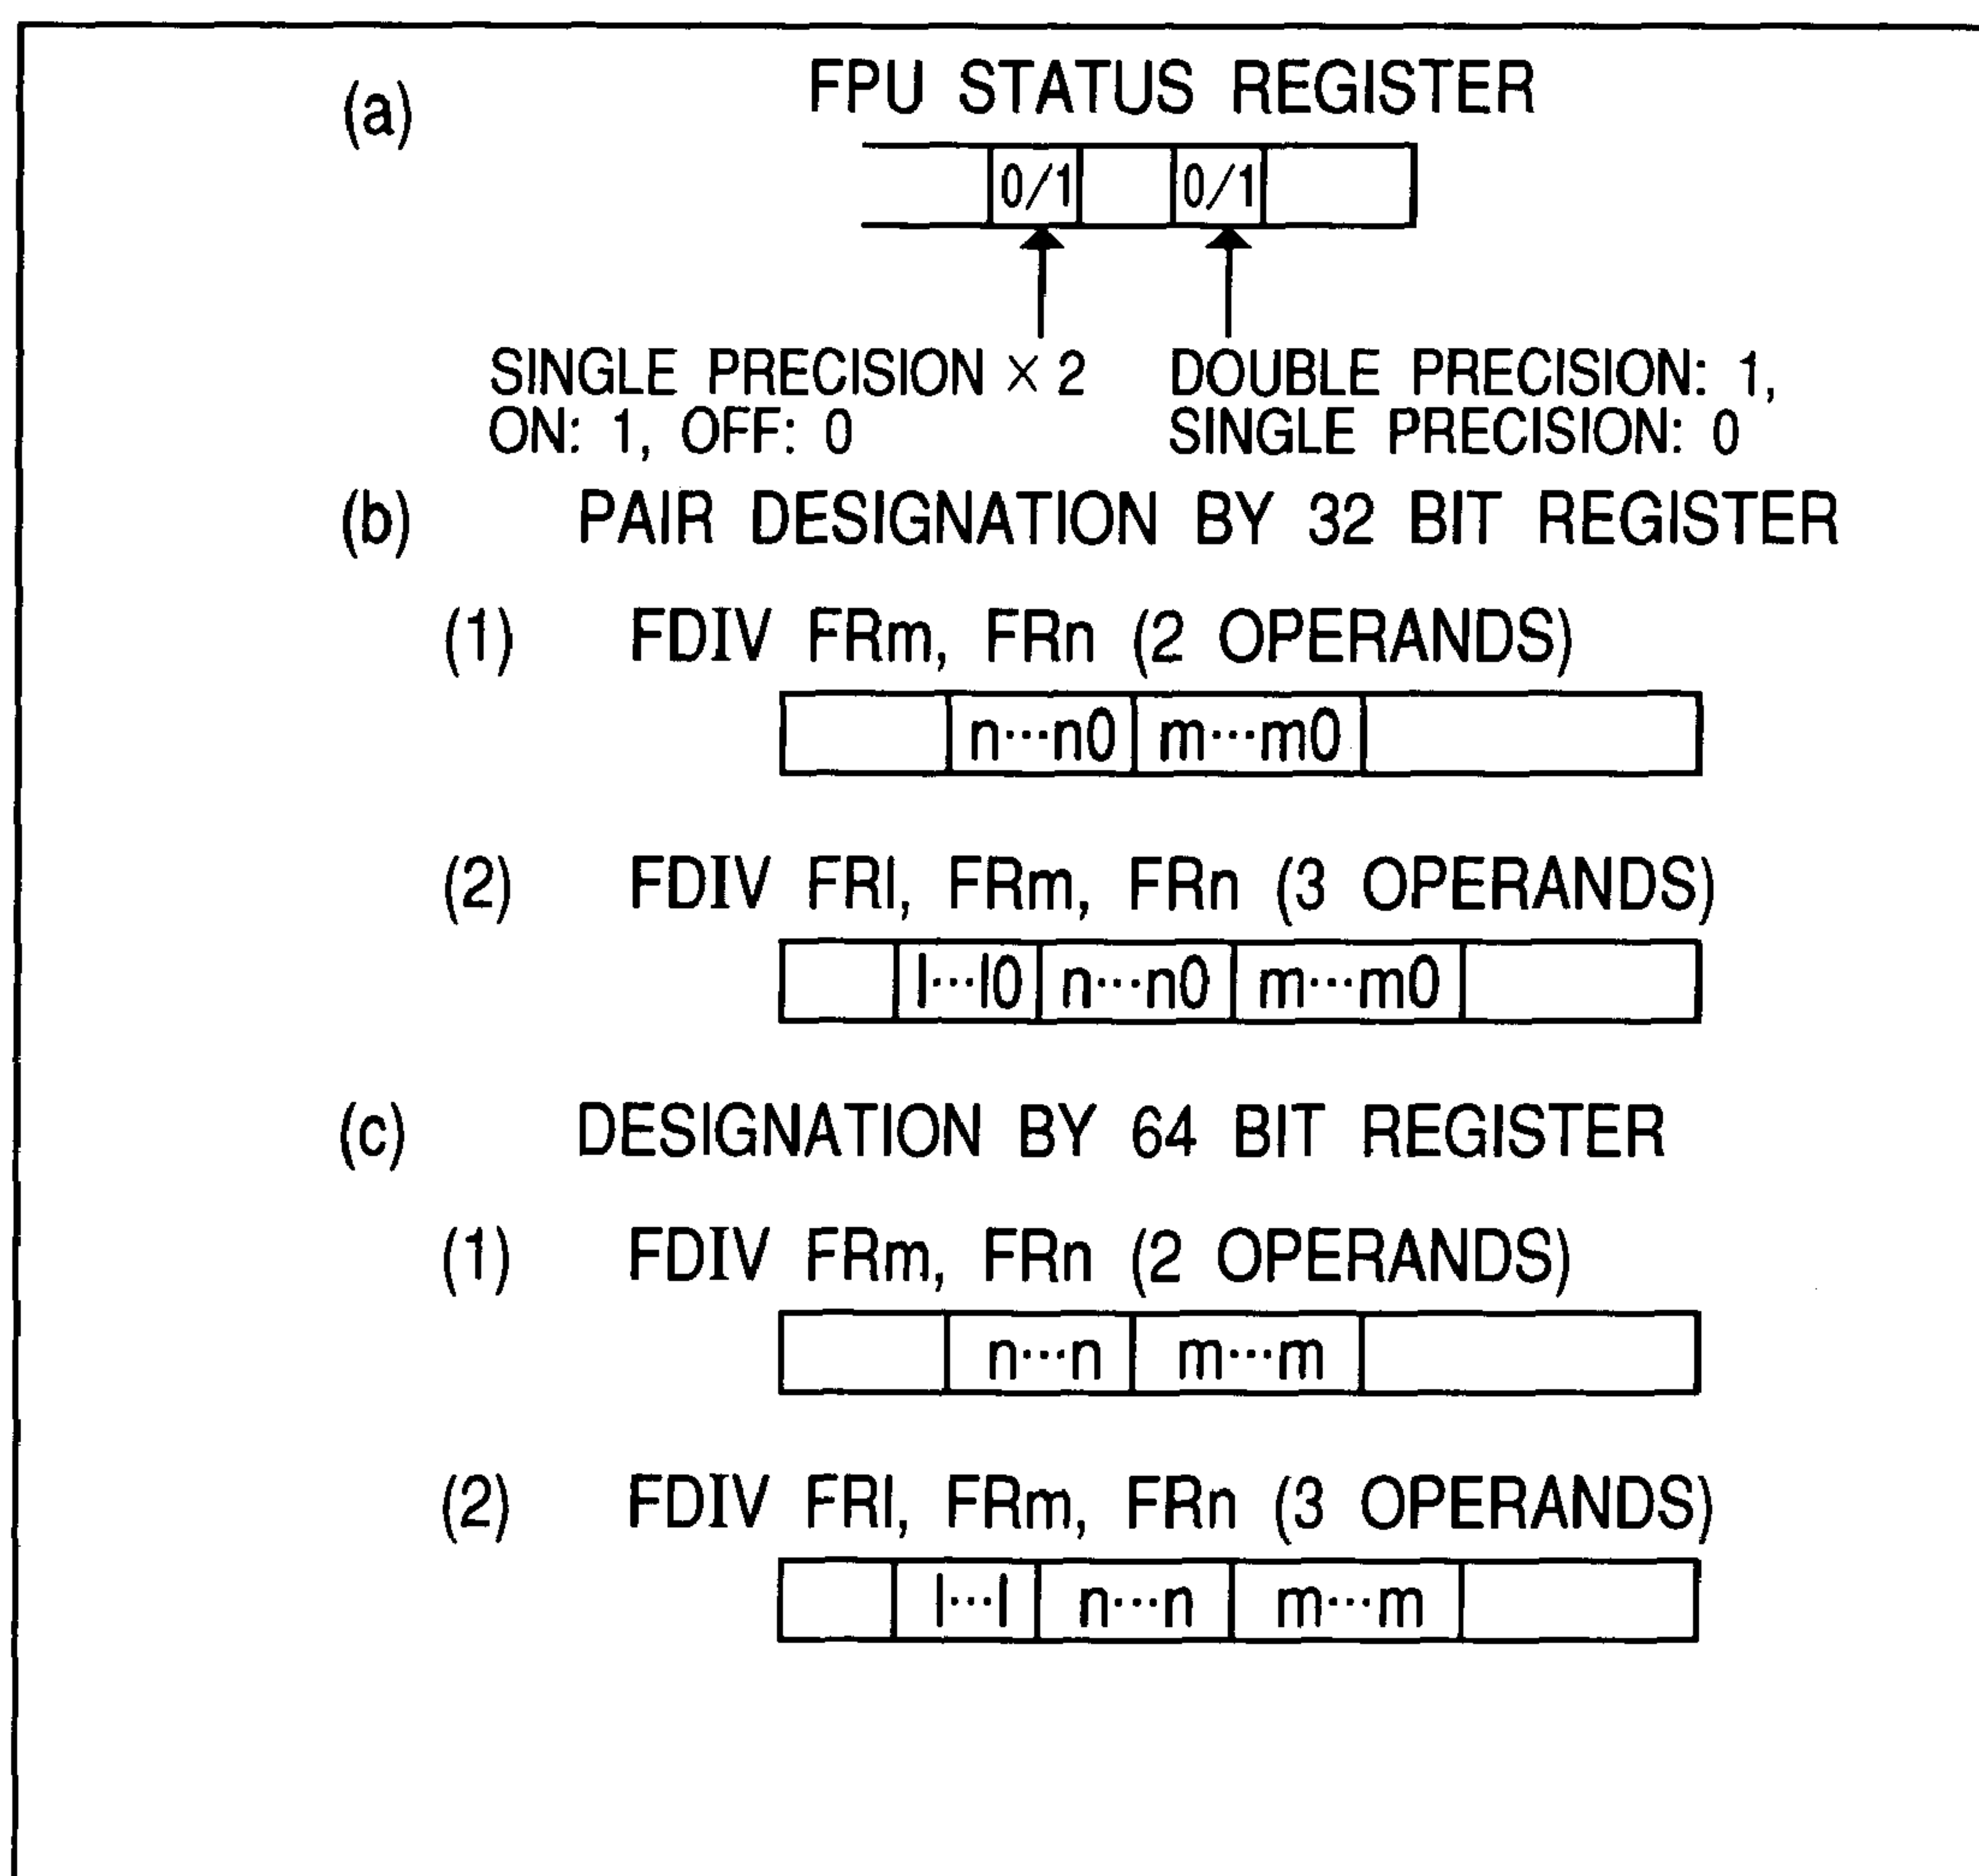 (a) FPU STATUS REGISTER
0/1 0/1
SINGLE PRECISION × 2 DOUBLE PRECISION: 1,
ON: 1, OFF: 0 SINGLE PRECISION: 0
(b) PAIR DESIGNATION BY 32 BIT REGISTER
(1) FDIV FRm, FRn (2 OPERANDS)
n···n0 m···m0
(2) FDIV FRl, FRm, FRn (3 OPERANDS)
l···l0 n···n0 m···m0
(c) DESIGNATION BY 64 BIT REGISTER
(1) FDIV FRm, FRn (2 OPERANDS)
n···n m···m
(2) FDIV FRl, FRm, FRn (3 OPERANDS)
l···l n···n m···m